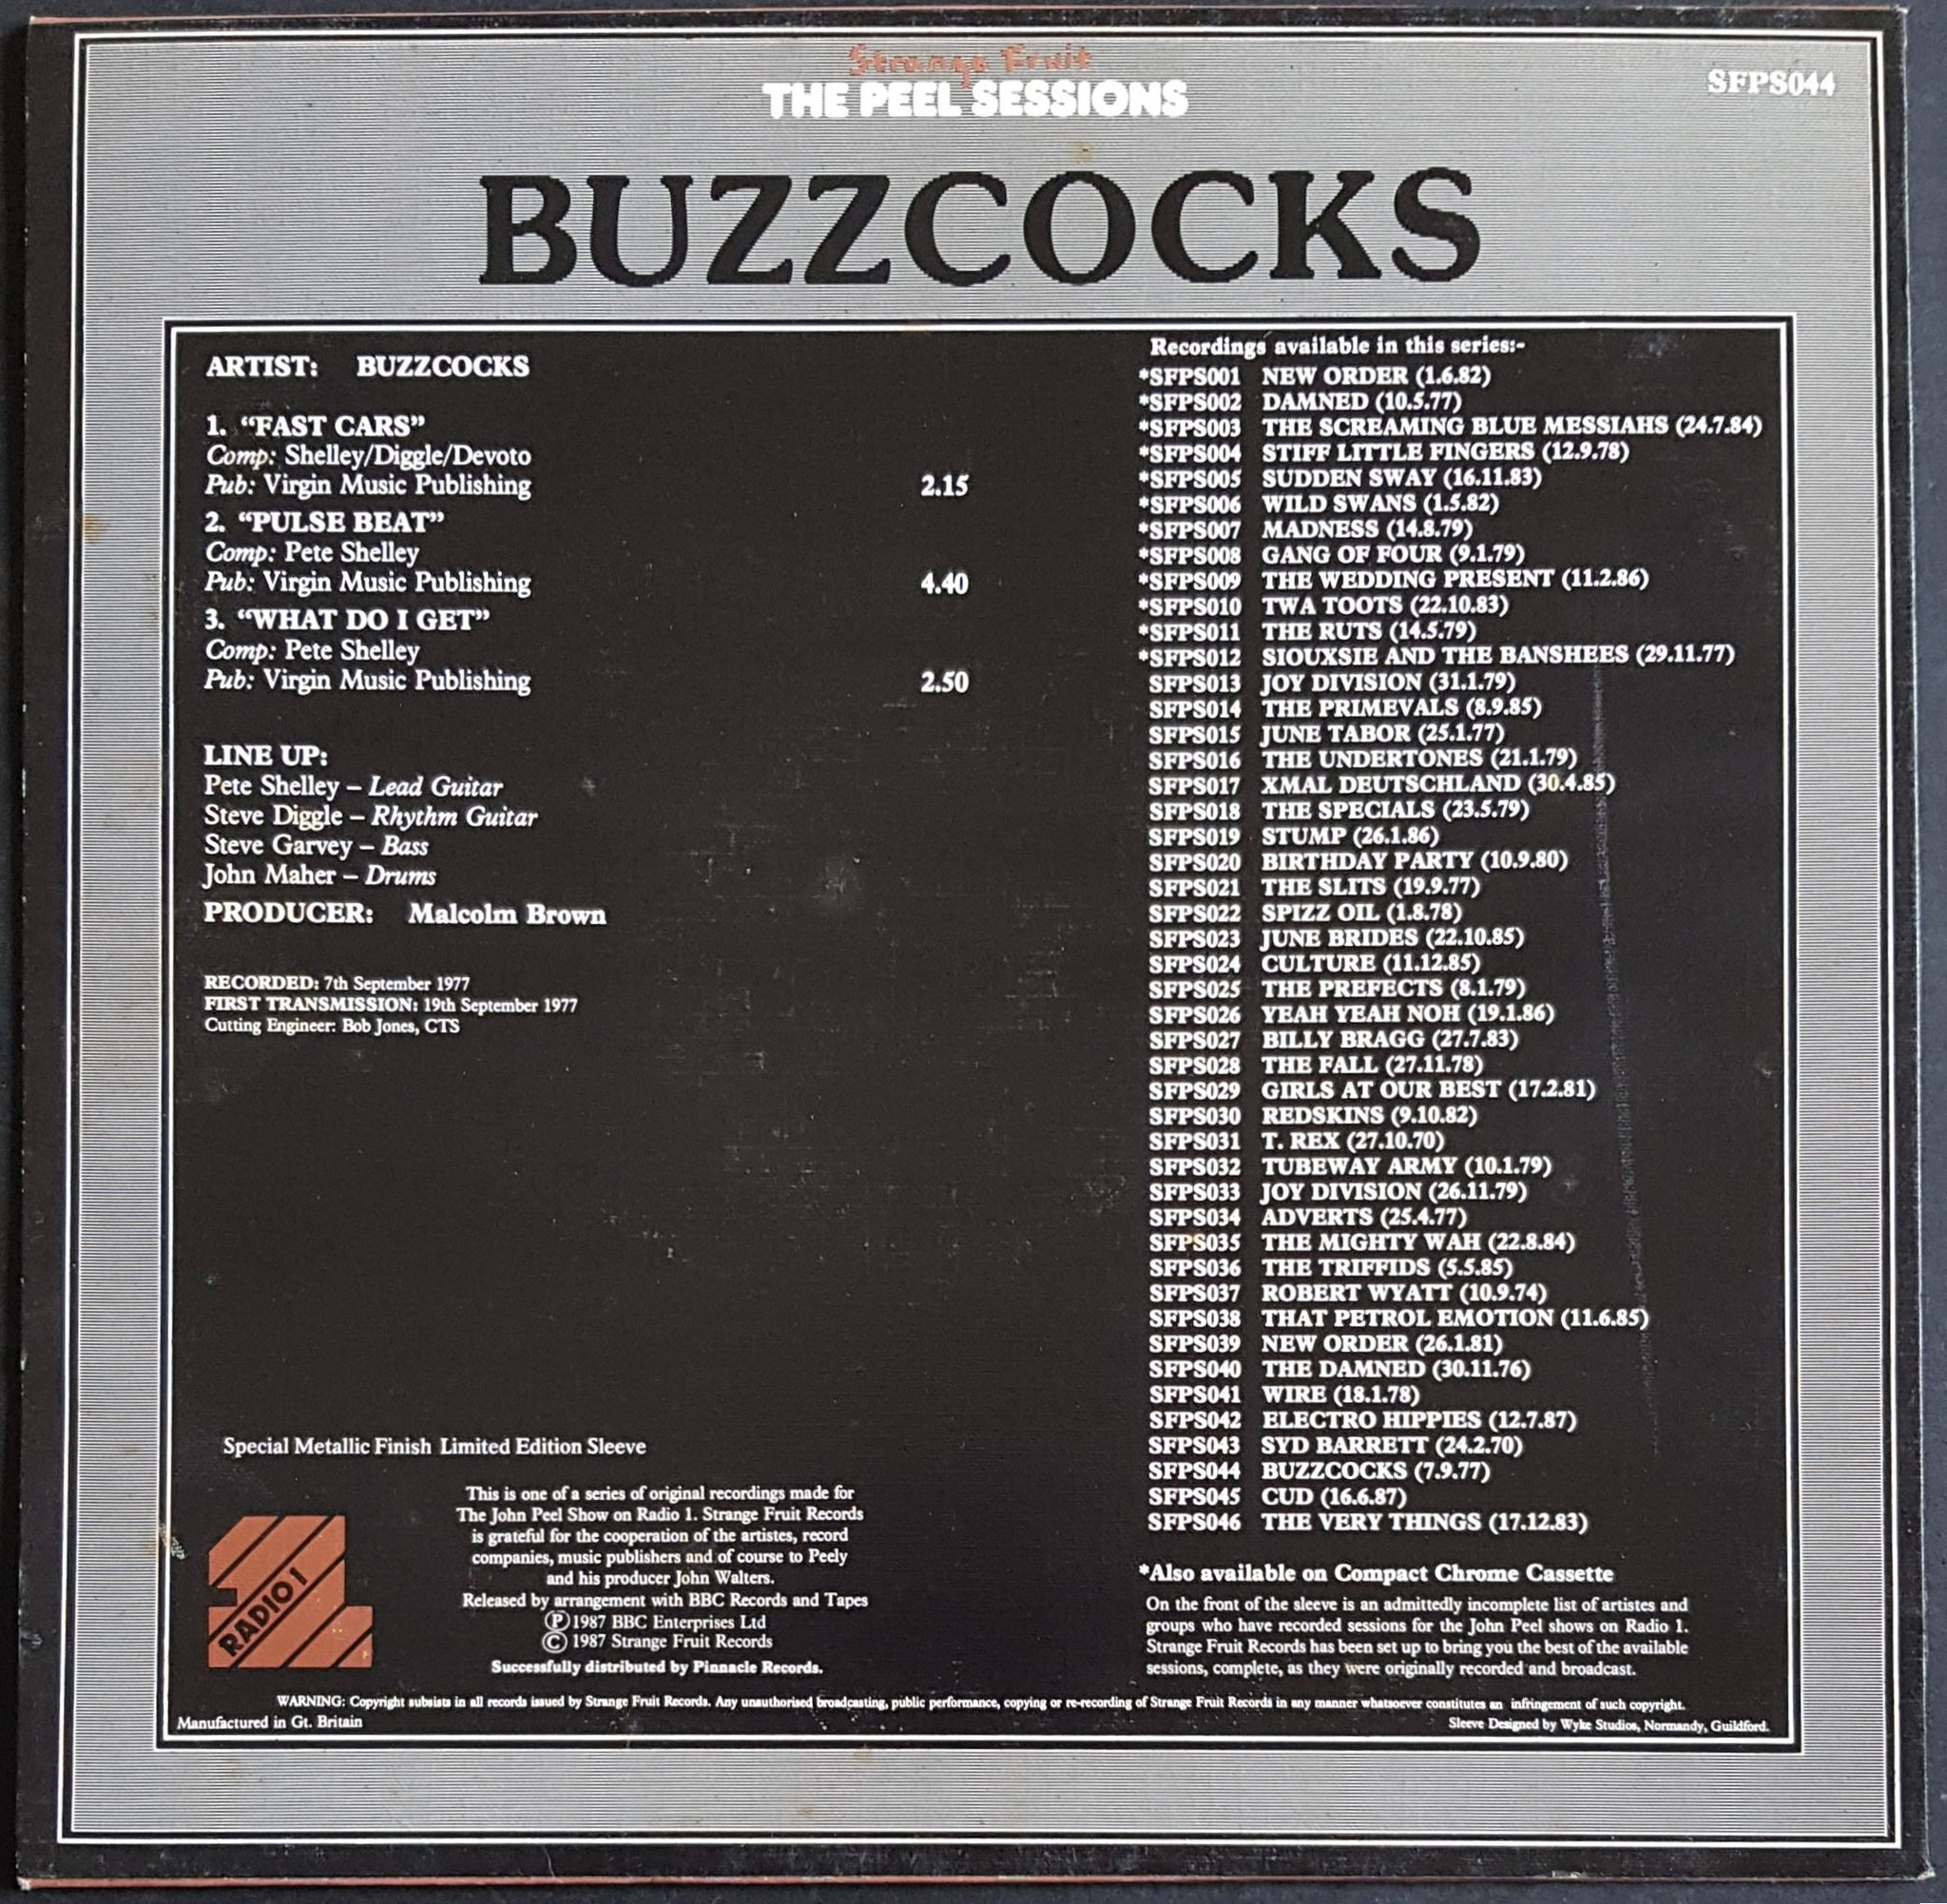 Strange Fruit
THE PEEL SESSIONS
SFPS044
BUZZCOCKS
ARTIST: BUZZCOCKS
1. “FAST CARS”
Comp: Shelley/Diggle/Devoto
Pub: Virgin Music Publishing 2.15
2. “PULSE BEAT”
Comp: Pete Shelley
Pub: Virgin Music Publishing 4.40
3. “WHAT DO I GET”
Comp: Pete Shelley
Pub: Virgin Music Publishing 2.50
LINE UP:
Pete Shelley – Lead Guitar
Steve Diggle – Rhythm Guitar
Steve Garvey – Bass
John Maher – Drums
PRODUCER: Malcolm Brown
RECORDED: 7th September 1977
FIRST TRANSMISSION: 19th September 1977
Cutting Engineer: Bob Jones, CTS
Special Metallic Finish Limited Edition Sleeve
RADIO 1
This is one of a series of original recordings made for
The John Peel Show on Radio 1. Strange Fruit Records
is grateful for the cooperation of the artistes, record
companies, music publishers and of course to Peely
and his producer John Walters.
Released by arrangement with BBC Records and Tapes
Ⓟ 1987 BBC Enterprises Ltd
© 1987 Strange Fruit Records
Successfully distributed by Pinnacle Records.
Recordings available in this series:-
*SFPS001 NEW ORDER (1.6.82)
*SFPS002 DAMNED (10.5.77)
*SFPS003 THE SCREAMING BLUE MESSIAHS (24.7.84)
*SFPS004 STIFF LITTLE FINGERS (12.9.78)
*SFPS005 SUDDEN SWAY (16.11.83)
*SFPS006 WILD SWANS (1.5.82)
*SFPS007 MADNESS (14.8.79)
*SFPS008 GANG OF FOUR (9.1.79)
*SFPS009 THE WEDDING PRESENT (11.2.86)
*SFPS010 TWA TOOTS (22.10.83)
*SFPS011 THE RUTS (14.5.79)
*SFPS012 SIOUXSIE AND THE BANSHEES (29.11.77)
SFPS013 JOY DIVISION (31.1.79)
SFPS014 THE PRIMEVALS (8.9.85)
SFPS015 JUNE TABOR (25.1.77)
SFPS016 THE UNDERTONES (21.1.79)
SFPS017 XMAL DEUTSCHLAND (30.4.85)
SFPS018 THE SPECIALS (23.5.79)
SFPS019 STUMP (26.1.86)
SFPS020 BIRTHDAY PARTY (10.9.80)
SFPS021 THE SLITS (19.9.77)
SFPS022 SPIZZ OIL (1.8.78)
SFPS023 JUNE BRIDES (22.10.85)
SFPS024 CULTURE (11.12.85)
SFPS025 THE PREFECTS (8.1.79)
SFPS026 YEAH YEAH NOH (19.1.86)
SFPS027 BILLY BRAGG (27.7.83)
SFPS028 THE FALL (27.11.78)
SFPS029 GIRLS AT OUR BEST (17.2.81)
SFPS030 REDSKINS (9.10.82)
SFPS031 T. REX (27.10.70)
SFPS032 TUBEWAY ARMY (10.1.79)
SFPS033 JOY DIVISION (26.11.79)
SFPS034 ADVERTS (25.4.77)
SFPS035 THE MIGHTY WAH (22.8.84)
SFPS036 THE TRIFFIDS (5.5.85)
SFPS037 ROBERT WYATT (10.9.74)
SFPS038 THAT PETROL EMOTION (11.6.85)
SFPS039 NEW ORDER (26.1.81)
SFPS040 THE DAMNED (30.11.76)
SFPS041 WIRE (18.1.78)
SFPS042 ELECTRO HIPPIES (12.7.87)
SFPS043 SYD BARRETT (24.2.70)
SFPS044 BUZZCOCKS (7.9.77)
SFPS045 CUD (16.6.87)
SFPS046 THE VERY THINGS (17.12.83)
*Also available on Compact Chrome Cassette
On the front of the sleeve is an admittedly incomplete list of artistes and
groups who have recorded sessions for the John Peel shows on Radio 1.
Strange Fruit Records has been set up to bring you the best of the available
sessions, complete, as they were originally recorded and broadcast.
WARNING: Copyright subsists in all records issued by Strange Fruit Records. Any unauthorised broadcasting, public performance, copying or re-recording of Strange Fruit Records in any manner whatsoever constitutes an infringement of such copyright.
Manufactured in Gt. Britain
Sleeve Designed by Wyke Studios, Normandy, Guildford.